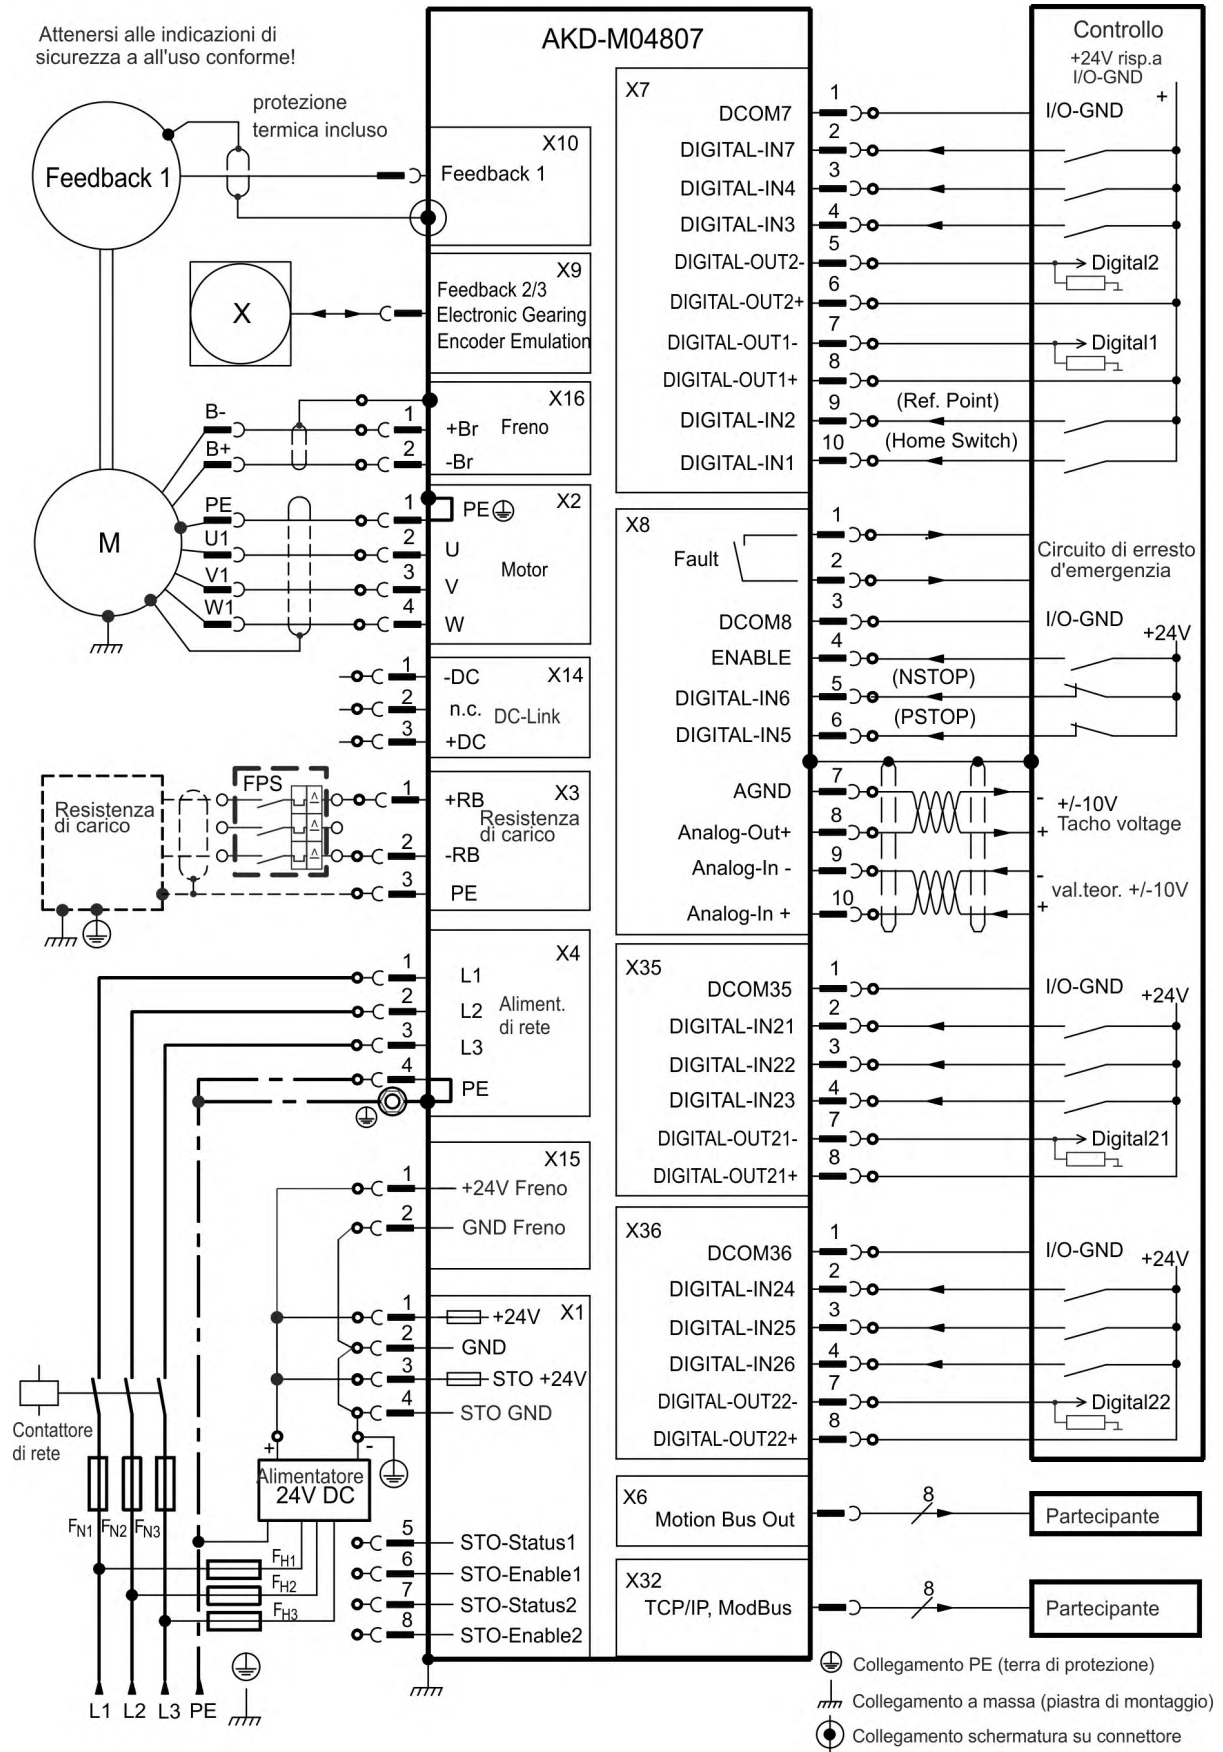 Attenersi alle indicazioni di
sicurezza a all'uso conforme!
AKD-M04807
Controllo
+24V risp.a
I/O-GND
+
protezione
termica incluso
Feedback 1
X10
Feedback 1
X
X9
Feedback 2/3
Electronic Gearing
Encoder Emulation
X16
B-
1
+Br
Freno
B+
2
-Br
M
X2
PE
1
PE
U1
2
U
Motor
V1
3
V
W1
4
W
X14
1
-DC
2
n.c.
DC-Link
3
+DC
FPS
Resistenza
di carico
X3
1
+RB
Resistenza
di carico
2
-RB
3
PE
X4
1
L1
2
L2
Aliment.
di rete
3
L3
4
PE
X15
1
+24V Freno
2
GND Freno
X1
1
+24V
2
GND
3
STO +24V
4
STO GND
Contattore
di rete
+
-
Alimentatore
24V DC
FN1
FN2
FN3
5
STO-Status1
FH1
6
STO-Enable1
FH2
7
STO-Status2
FH3
8
STO-Enable2
L1
L2
L3
PE
X7
DCOM7
1
I/O-GND
DIGITAL-IN7
2
DIGITAL-IN4
3
DIGITAL-IN3
4
DIGITAL-OUT2-
5
Digital2
DIGITAL-OUT2+
6
DIGITAL-OUT1-
7
Digital1
DIGITAL-OUT1+
8
DIGITAL-IN2
9
(Ref. Point)
DIGITAL-IN1
10
(Home Switch)
X8
Fault
1
2
Circuito di erresto
d'emergenzia
DCOM8
3
I/O-GND
+24V
ENABLE
4
DIGITAL-IN6
5
(NSTOP)
DIGITAL-IN5
6
(PSTOP)
AGND
7
-
+/-10V
Tacho voltage
Analog-Out+
8
+
Analog-In -
9
-
val.teor. +/-10V
Analog-In +
10
+
X35
DCOM35
1
I/O-GND
+24V
DIGITAL-IN21
2
DIGITAL-IN22
3
DIGITAL-IN23
4
DIGITAL-OUT21-
7
Digital21
DIGITAL-OUT21+
8
X36
DCOM36
1
I/O-GND
+24V
DIGITAL-IN24
2
DIGITAL-IN25
3
DIGITAL-IN26
4
DIGITAL-OUT22-
7
Digital22
DIGITAL-OUT22+
8
X6
Motion Bus Out
8
Partecipante
X32
TCP/IP, ModBus
8
Partecipante
Collegamento PE (terra di protezione)
Collegamento a massa (piastra di montaggio)
Collegamento schermatura su connettore